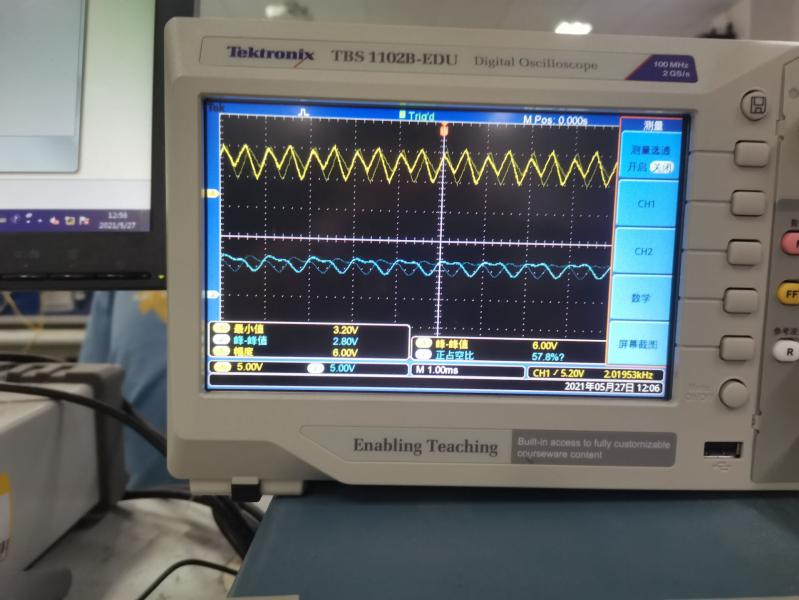 Tektronix TBS 1102B-EDU Digital Oscilloscope
100 MHz
2 GS/s
Tek
Trig'd
M Pos: 0.000s
测量
测量选通
开启 关闭
CH1
CH2
数学
屏幕截图
最小值 3.20V
峰-峰值 2.80V
幅度 6.00V
峰-峰值 6.00V
正占空比 57.8%?
5.00V
5.00V
M 1.00ms
CH1 / 5.20V 2.01953kHz
2021年05月27日 12:06
12:58
2021/5/27
FF
R
Enabling Teaching
Built-in access to fully customizable
courseware content